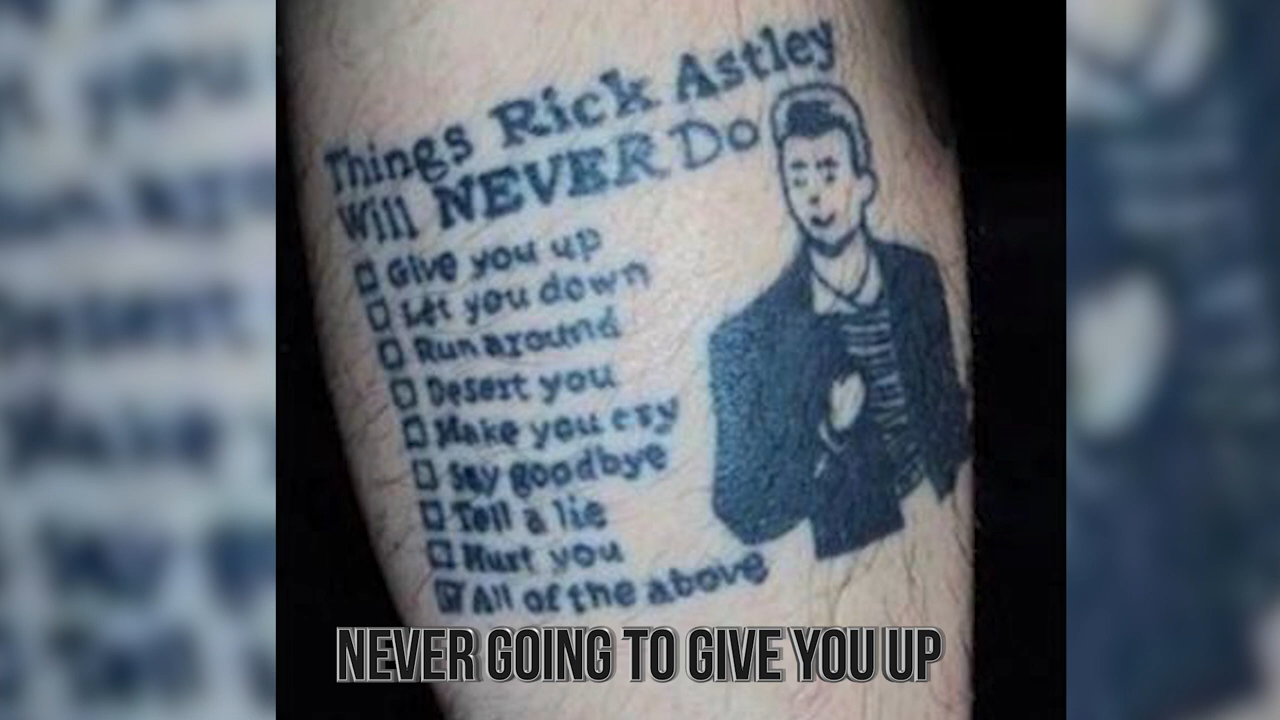 Things Rick Astley
Will NEVER Do
Give you up
Let you down
Run around
Desert you
Make you cry
Say goodbye
Tell a lie
Hurt you
All of the above
NEVER GOING TO GIVE YOU UP